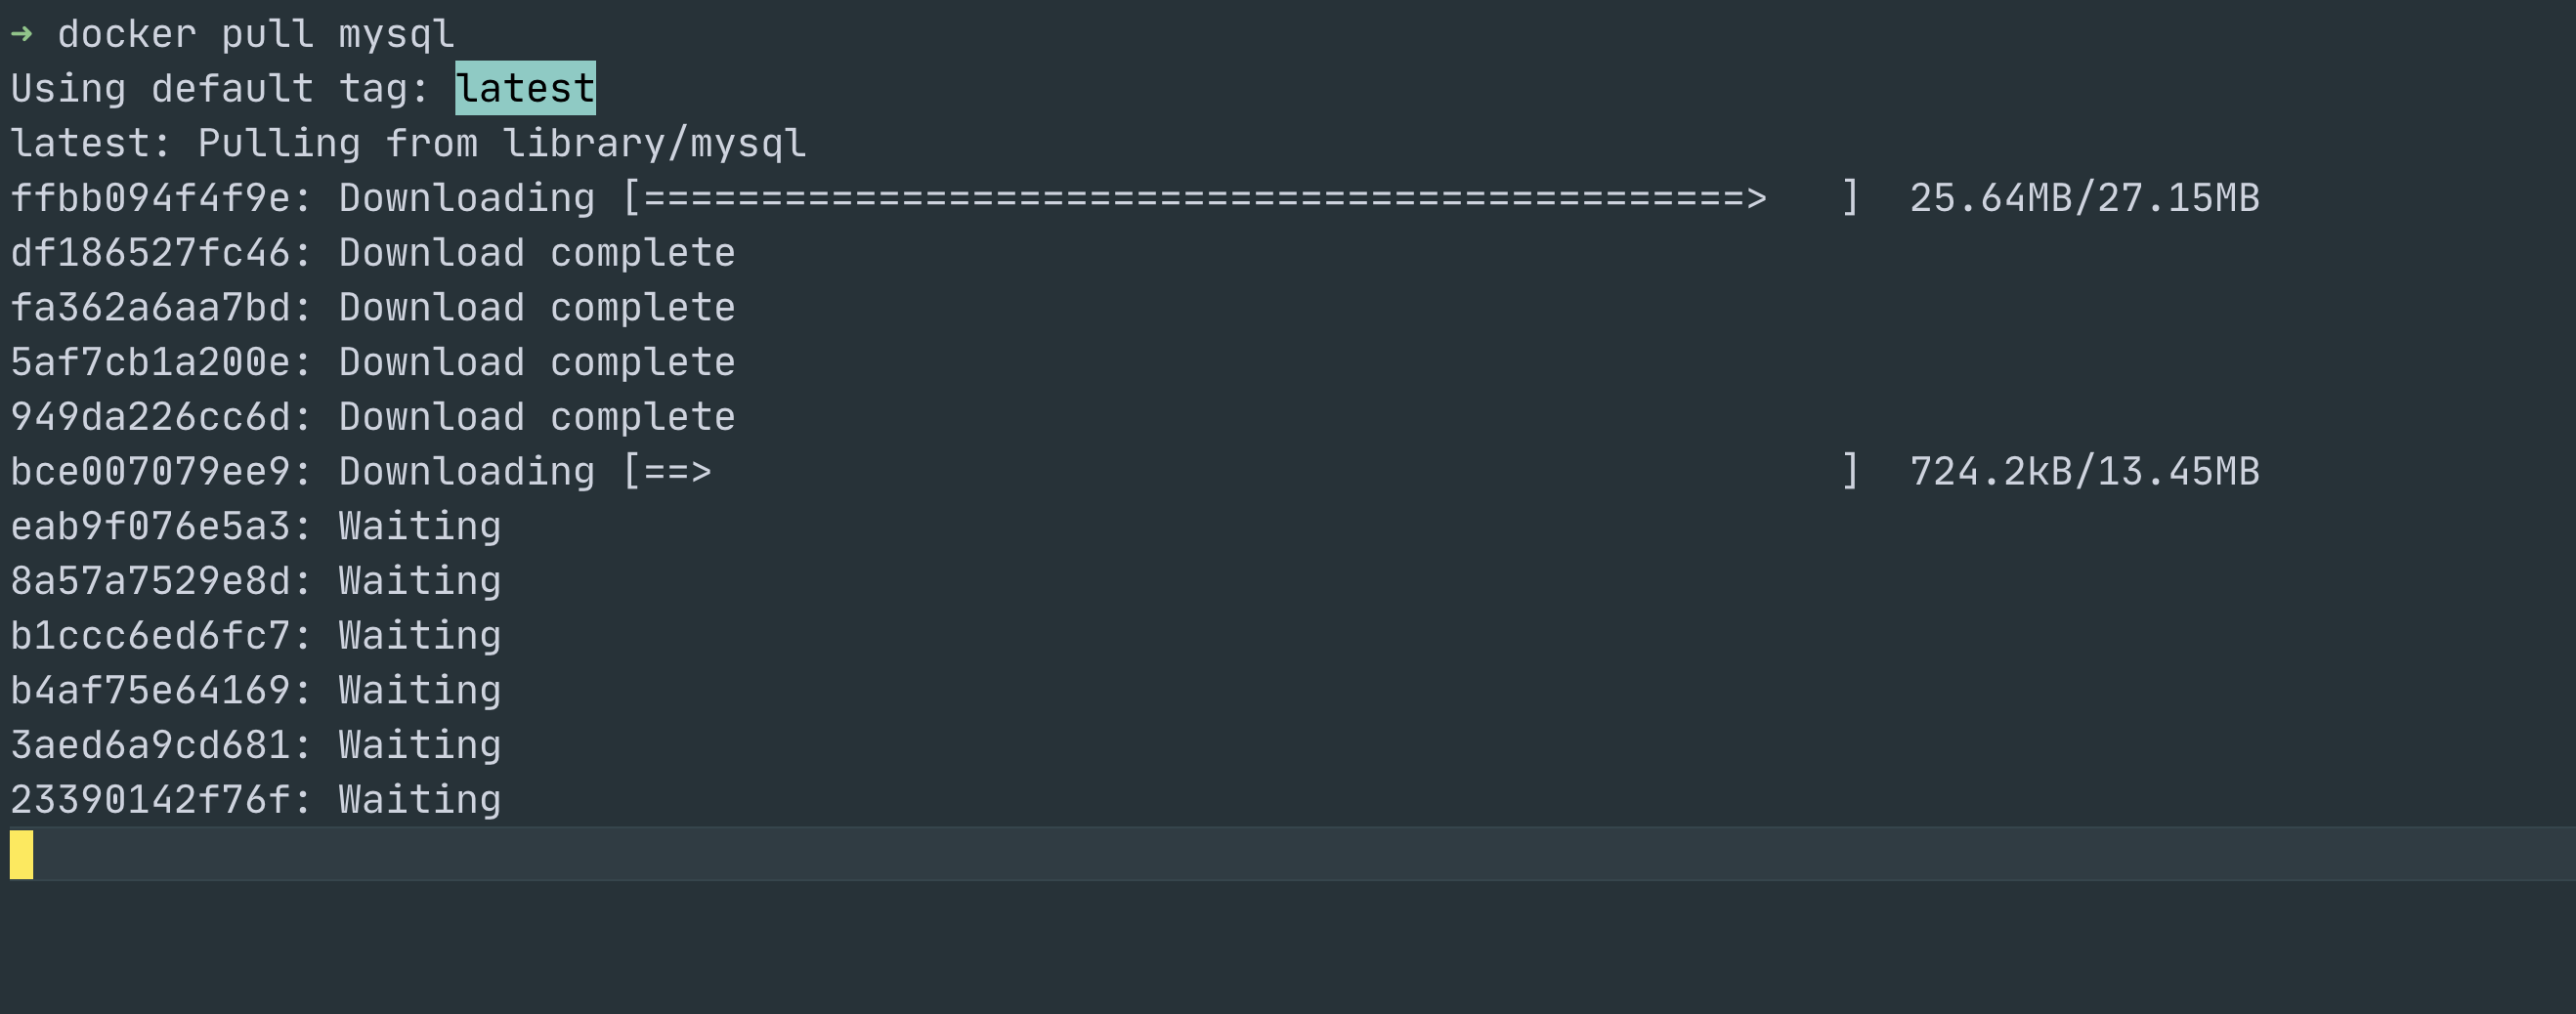 ➜ docker pull mysql
Using default tag: latest
latest: Pulling from library/mysql
ffbb094f4f9e: Downloading [===============================================>   ]  25.64MB/27.15MB
df186527fc46: Download complete
fa362a6aa7bd: Download complete
5af7cb1a200e: Download complete
949da226cc6d: Download complete
bce007079ee9: Downloading [==>                                                ]  724.2kB/13.45MB
eab9f076e5a3: Waiting
8a57a7529e8d: Waiting
b1ccc6ed6fc7: Waiting
b4af75e64169: Waiting
3aed6a9cd681: Waiting
23390142f76f: Waiting